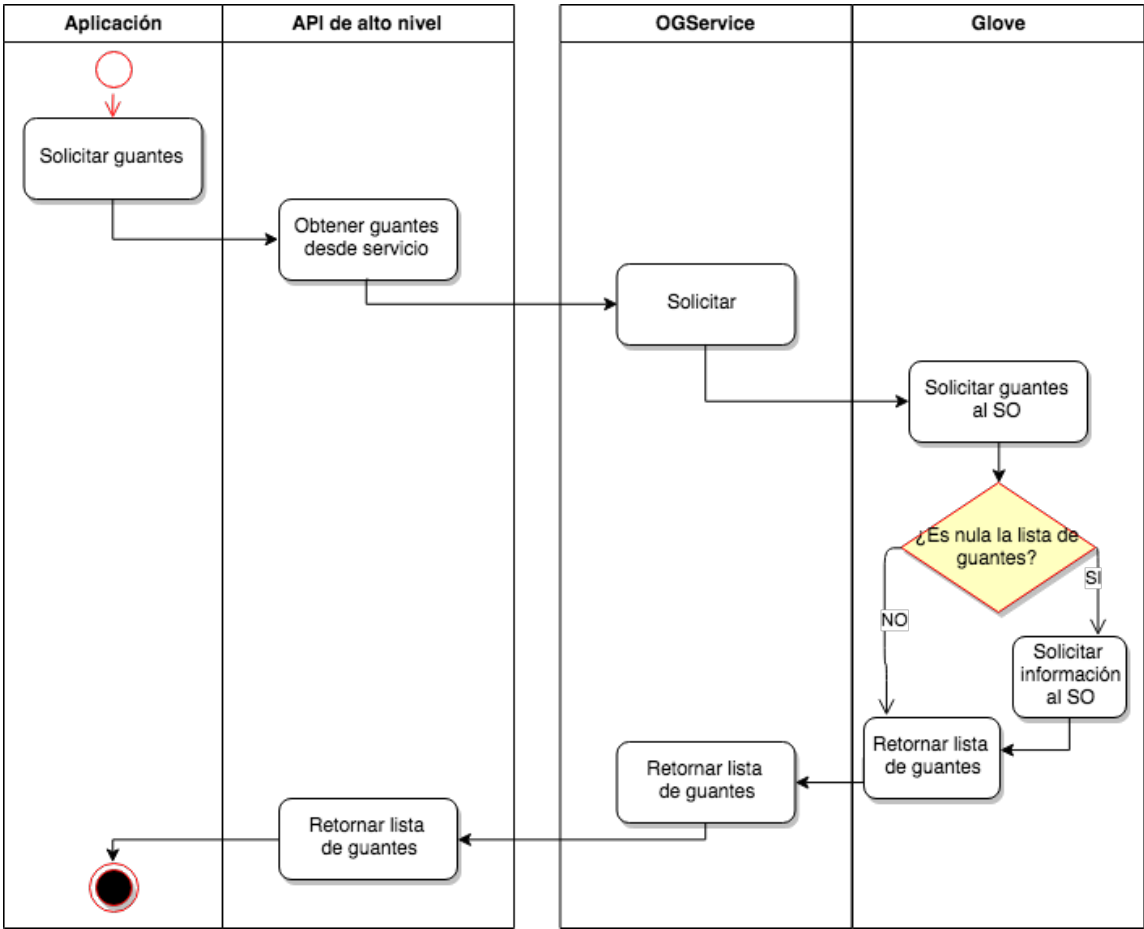 Aplicación
API de alto nivel
OGService
Glove
Solicitar guantes
Obtener guantes
desde servicio
Solicitar
Solicitar guantes
al SO
¿Es nula la lista de
guantes?
SI
NO
Solicitar
información
al SO
Retornar lista
de guantes
Retornar lista
de guantes
Retornar lista
de guantes